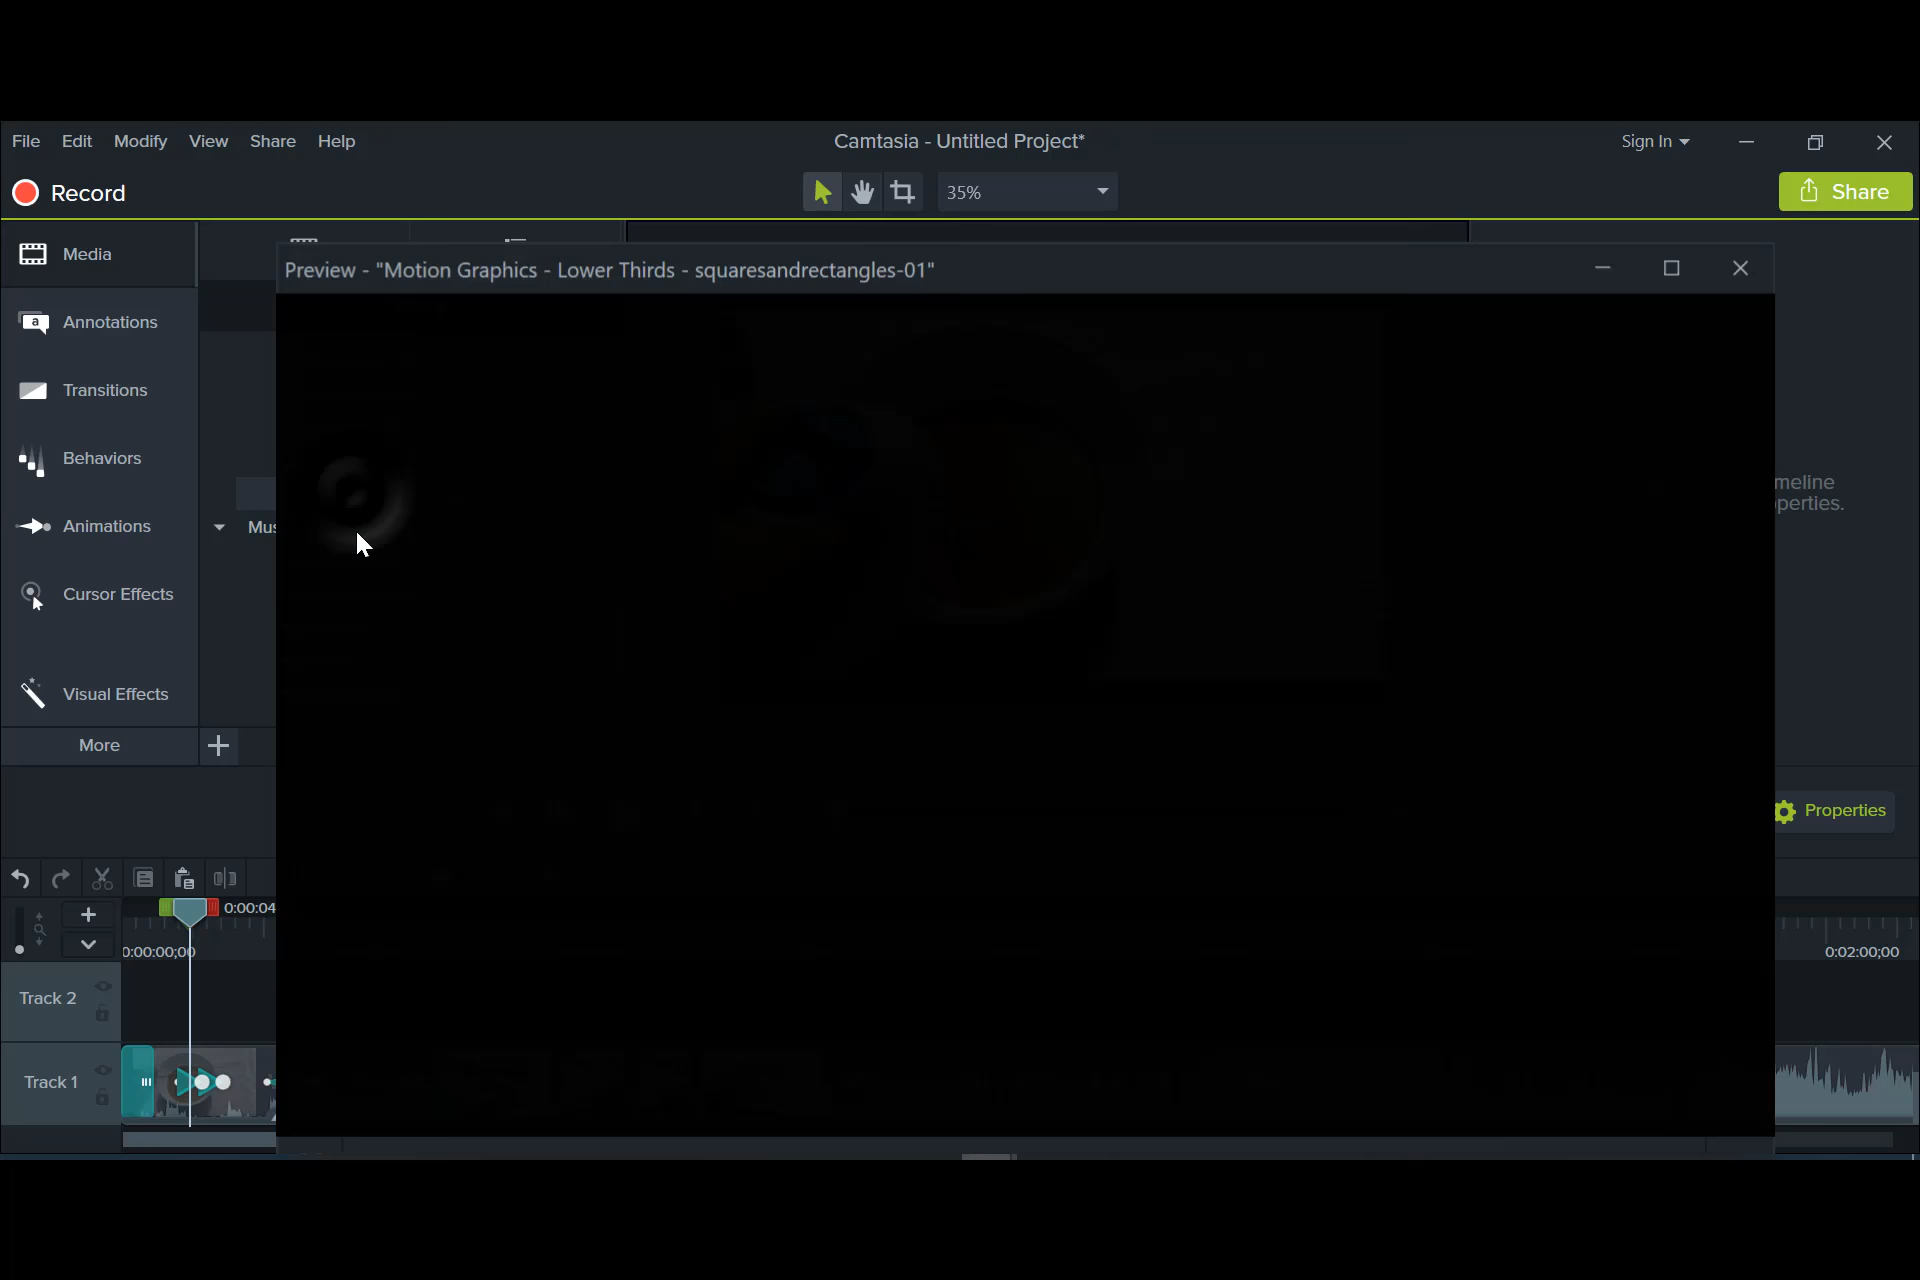 File Edit Modify View Share Help
Camtasia - Untitled Project*
Sign In
Record
35%
Share
Media
Preview - "Motion Graphics - Lower Thirds - squaresandrectangles-01"
a Annotations
Transitions
Behaviors
meline
perties.
Animations
Mus
Cursor Effects
Visual Effects
More
Properties
0:00:04
0:00:00;00
0:02:00;00
Track 2
Track 1